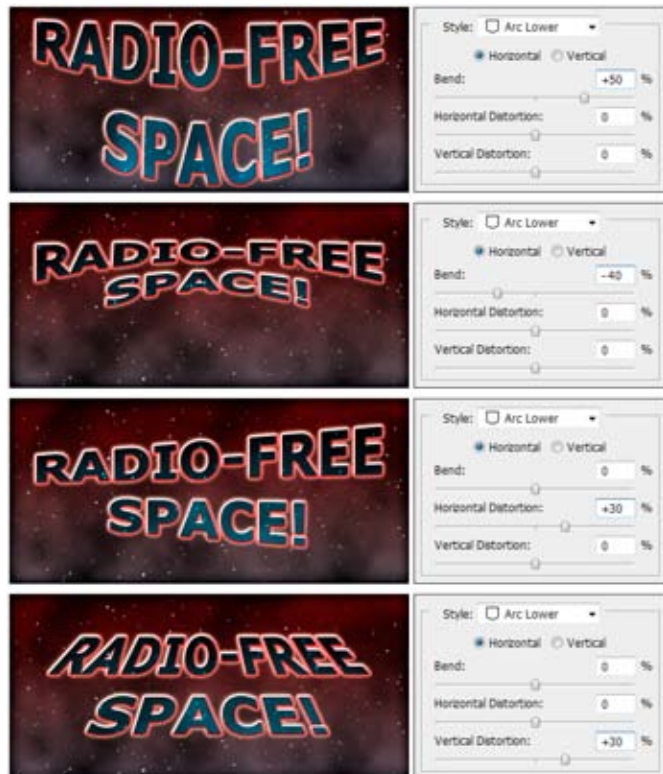 RADIO-FREE
SPACE!
Style: Arc Lower
Horizontal Vertical
Bend: +50 %
Horizontal Distortion: 0 %
Vertical Distortion: 0 %
RADIO-FREE
SPACE!
Style: Arc Lower
Horizontal Vertical
Bend: -40 %
Horizontal Distortion: 0 %
Vertical Distortion: 0 %
RADIO-FREE
SPACE!
Style: Arc Lower
Horizontal Vertical
Bend: 0 %
Horizontal Distortion: +30 %
Vertical Distortion: 0 %
RADIO-FREE
SPACE!
Style: Arc Lower
Horizontal Vertical
Bend: 0 %
Horizontal Distortion: 0 %
Vertical Distortion: +30 %